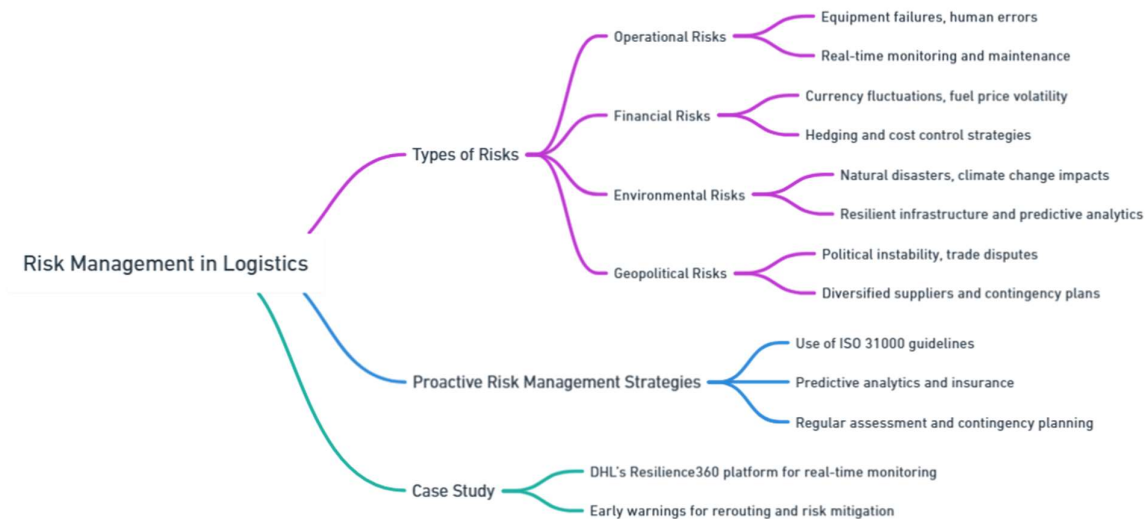 Risk Management in Logistics
Types of Risks
Operational Risks
Equipment failures, human errors
Real-time monitoring and maintenance
Financial Risks
Currency fluctuations, fuel price volatility
Hedging and cost control strategies
Environmental Risks
Natural disasters, climate change impacts
Resilient infrastructure and predictive analytics
Geopolitical Risks
Political instability, trade disputes
Diversified suppliers and contingency plans
Proactive Risk Management Strategies
Use of ISO 31000 guidelines
Predictive analytics and insurance
Regular assessment and contingency planning
Case Study
DHL's Resilience360 platform for real-time monitoring
Early warnings for rerouting and risk mitigation